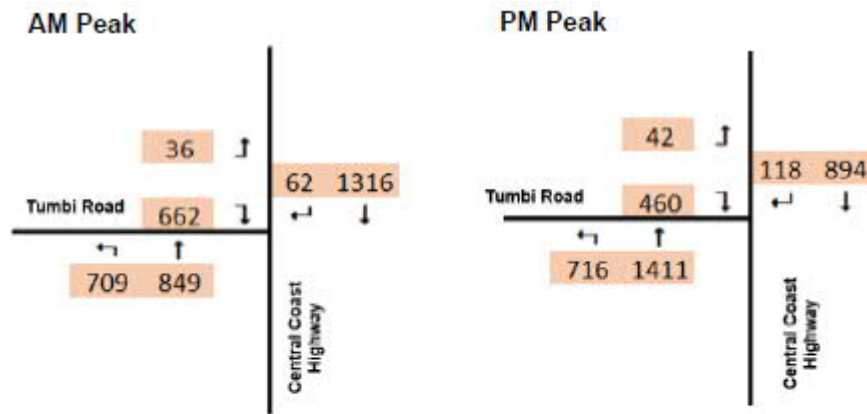 AM Peak
36
62 1316
Tumbi Road
662
709 849
Central Coast
Highway
PM Peak
42
118 894
Tumbi Road
460
716 1411
Central Coast
Highway